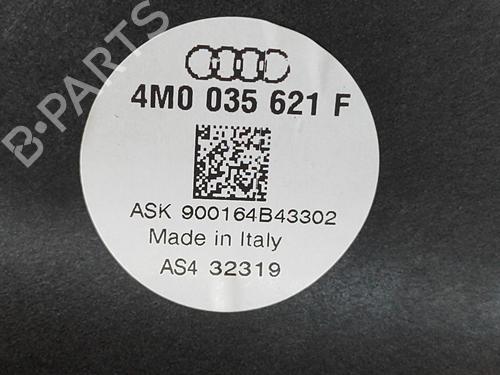 B-PARTS
4M0 035 621 F
ASK 900164B43302
Made in Italy
AS4 32319